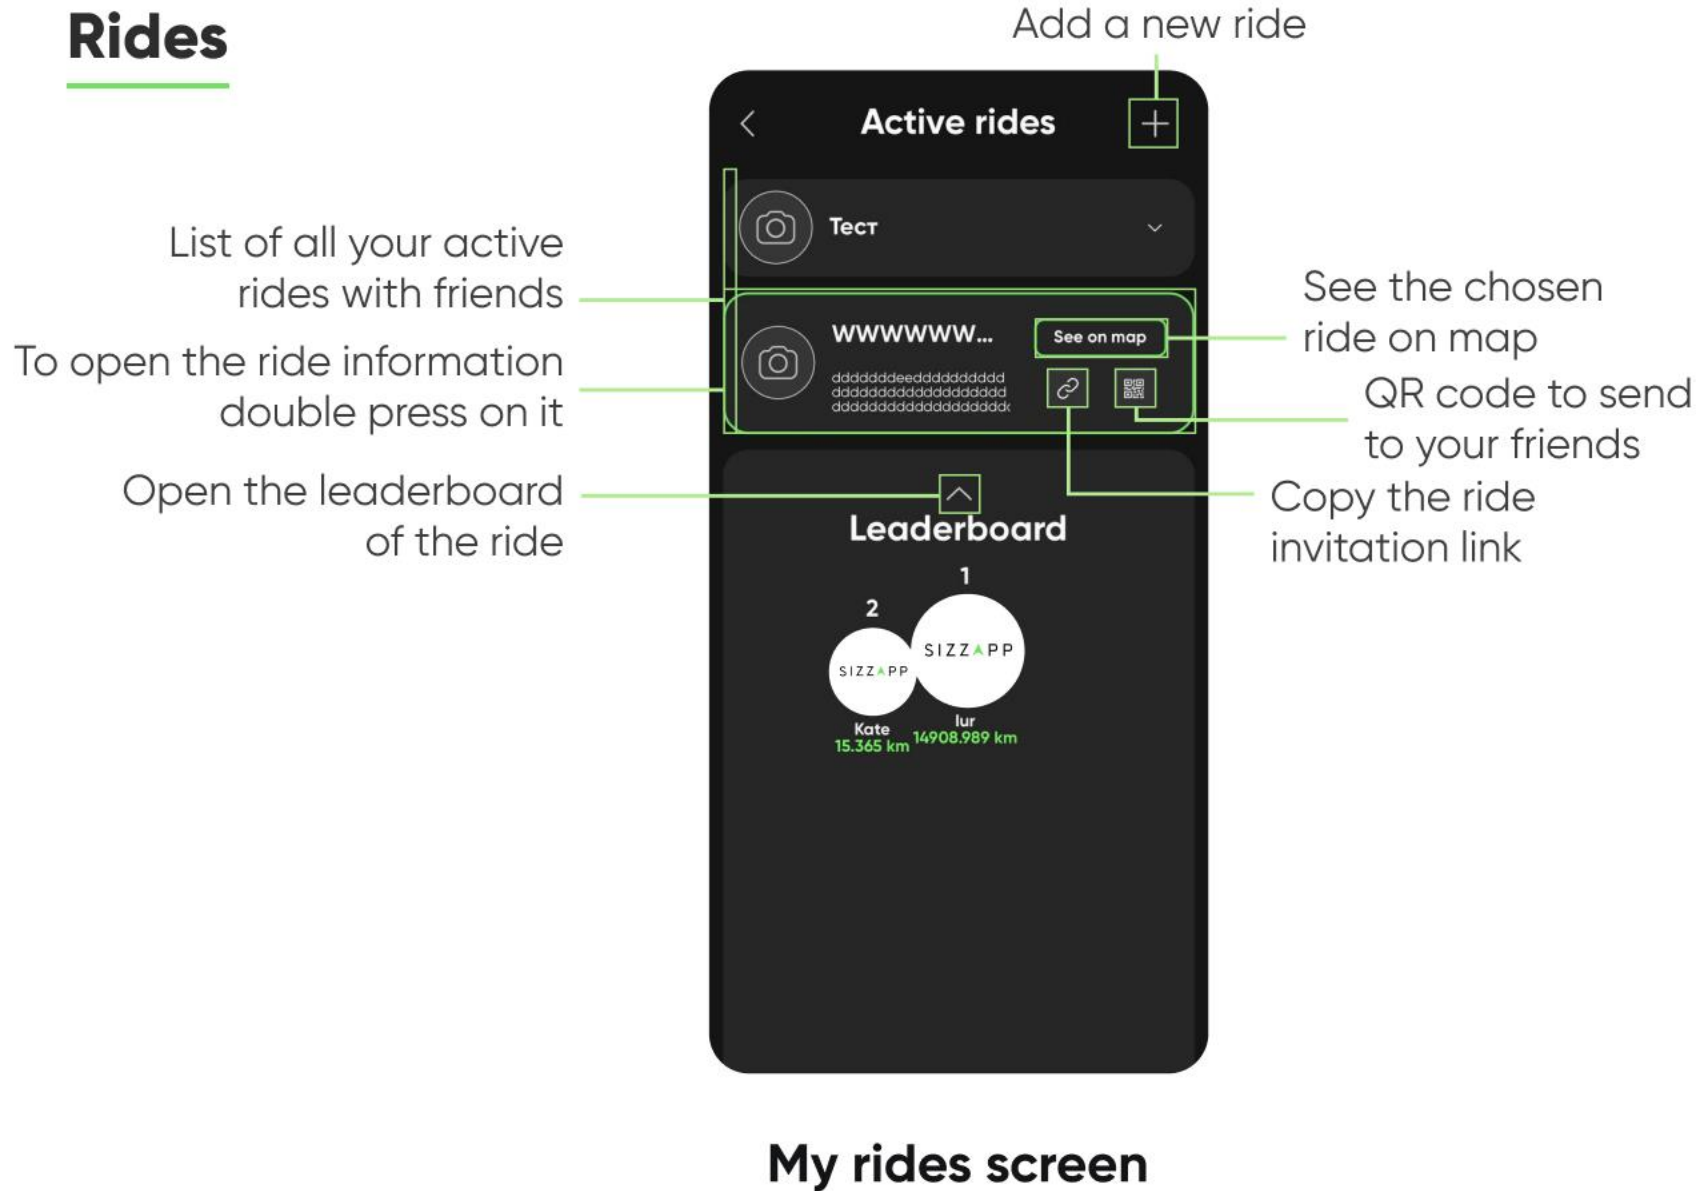 Rides
Add a new ride
Active rides
Тест
List of all your active
rides with friends
To open the ride information
double press on it
Open the leaderboard
of the ride
WWWWWW...
See on map
dddddddeedddddddddd
ddddddddddddddddddd
ddddddddddddddddddd
See the chosen
ride on map
QR code to send
to your friends
Copy the ride
invitation link
Leaderboard
1
2
SIZZAPP
SIZZAPP
Kate
15.365 km
Iur
14908.989 km
My rides screen